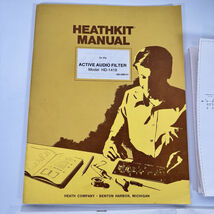 HEATHKIT
MANUAL
for the
ACTIVE AUDIO FILTER
Model HD-1418
HEATH COMPANY • BENTON HARBOR, MICHIGAN